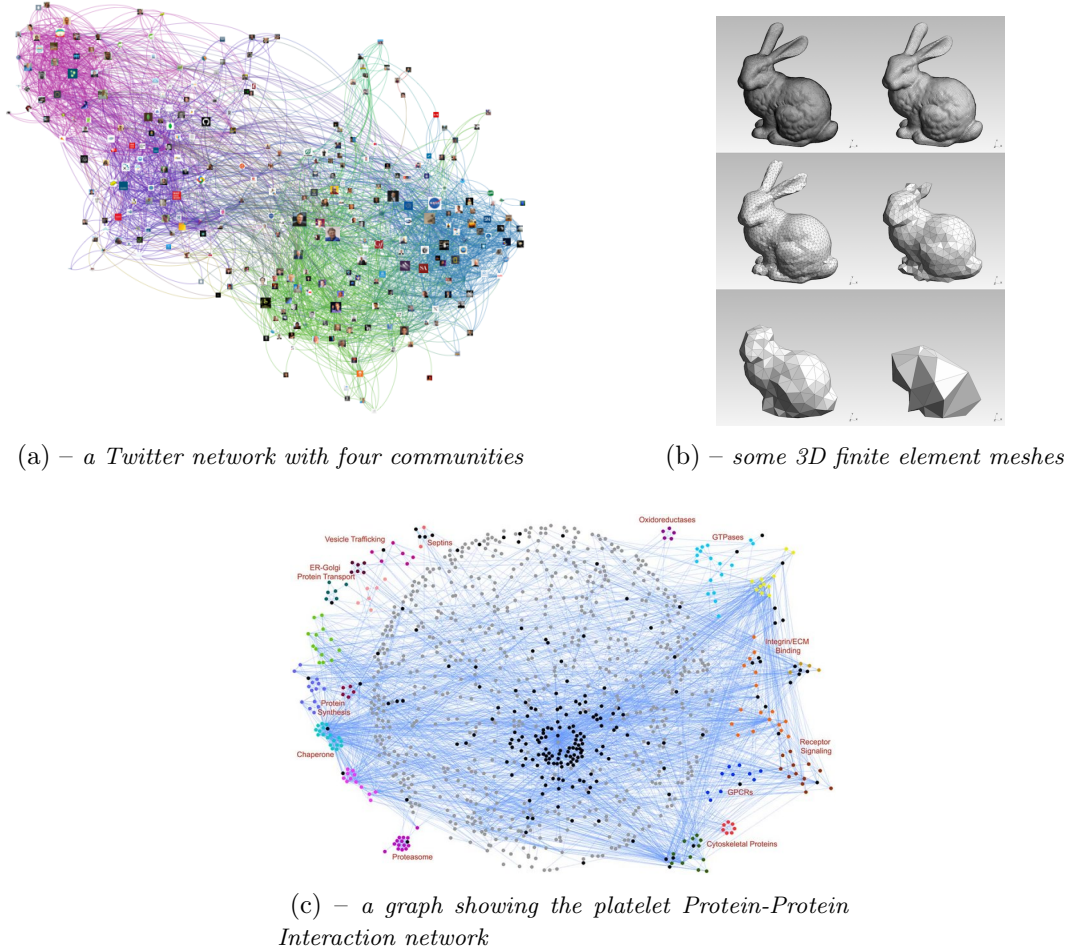 (a) – a Twitter network with four communities
(b) – some 3D finite element meshes
Oxidoreductases
Vesicle Trafficking
Septins
GTPases
ER-Golgi
Protein Transport
Integrin/ECM
Binding
Protein
Synthesis
Chaperone
Receptor
Signaling
GPCRs
Cytoskeletal Proteins
Proteasome
(c) – a graph showing the platelet Protein-Protein
Interaction network